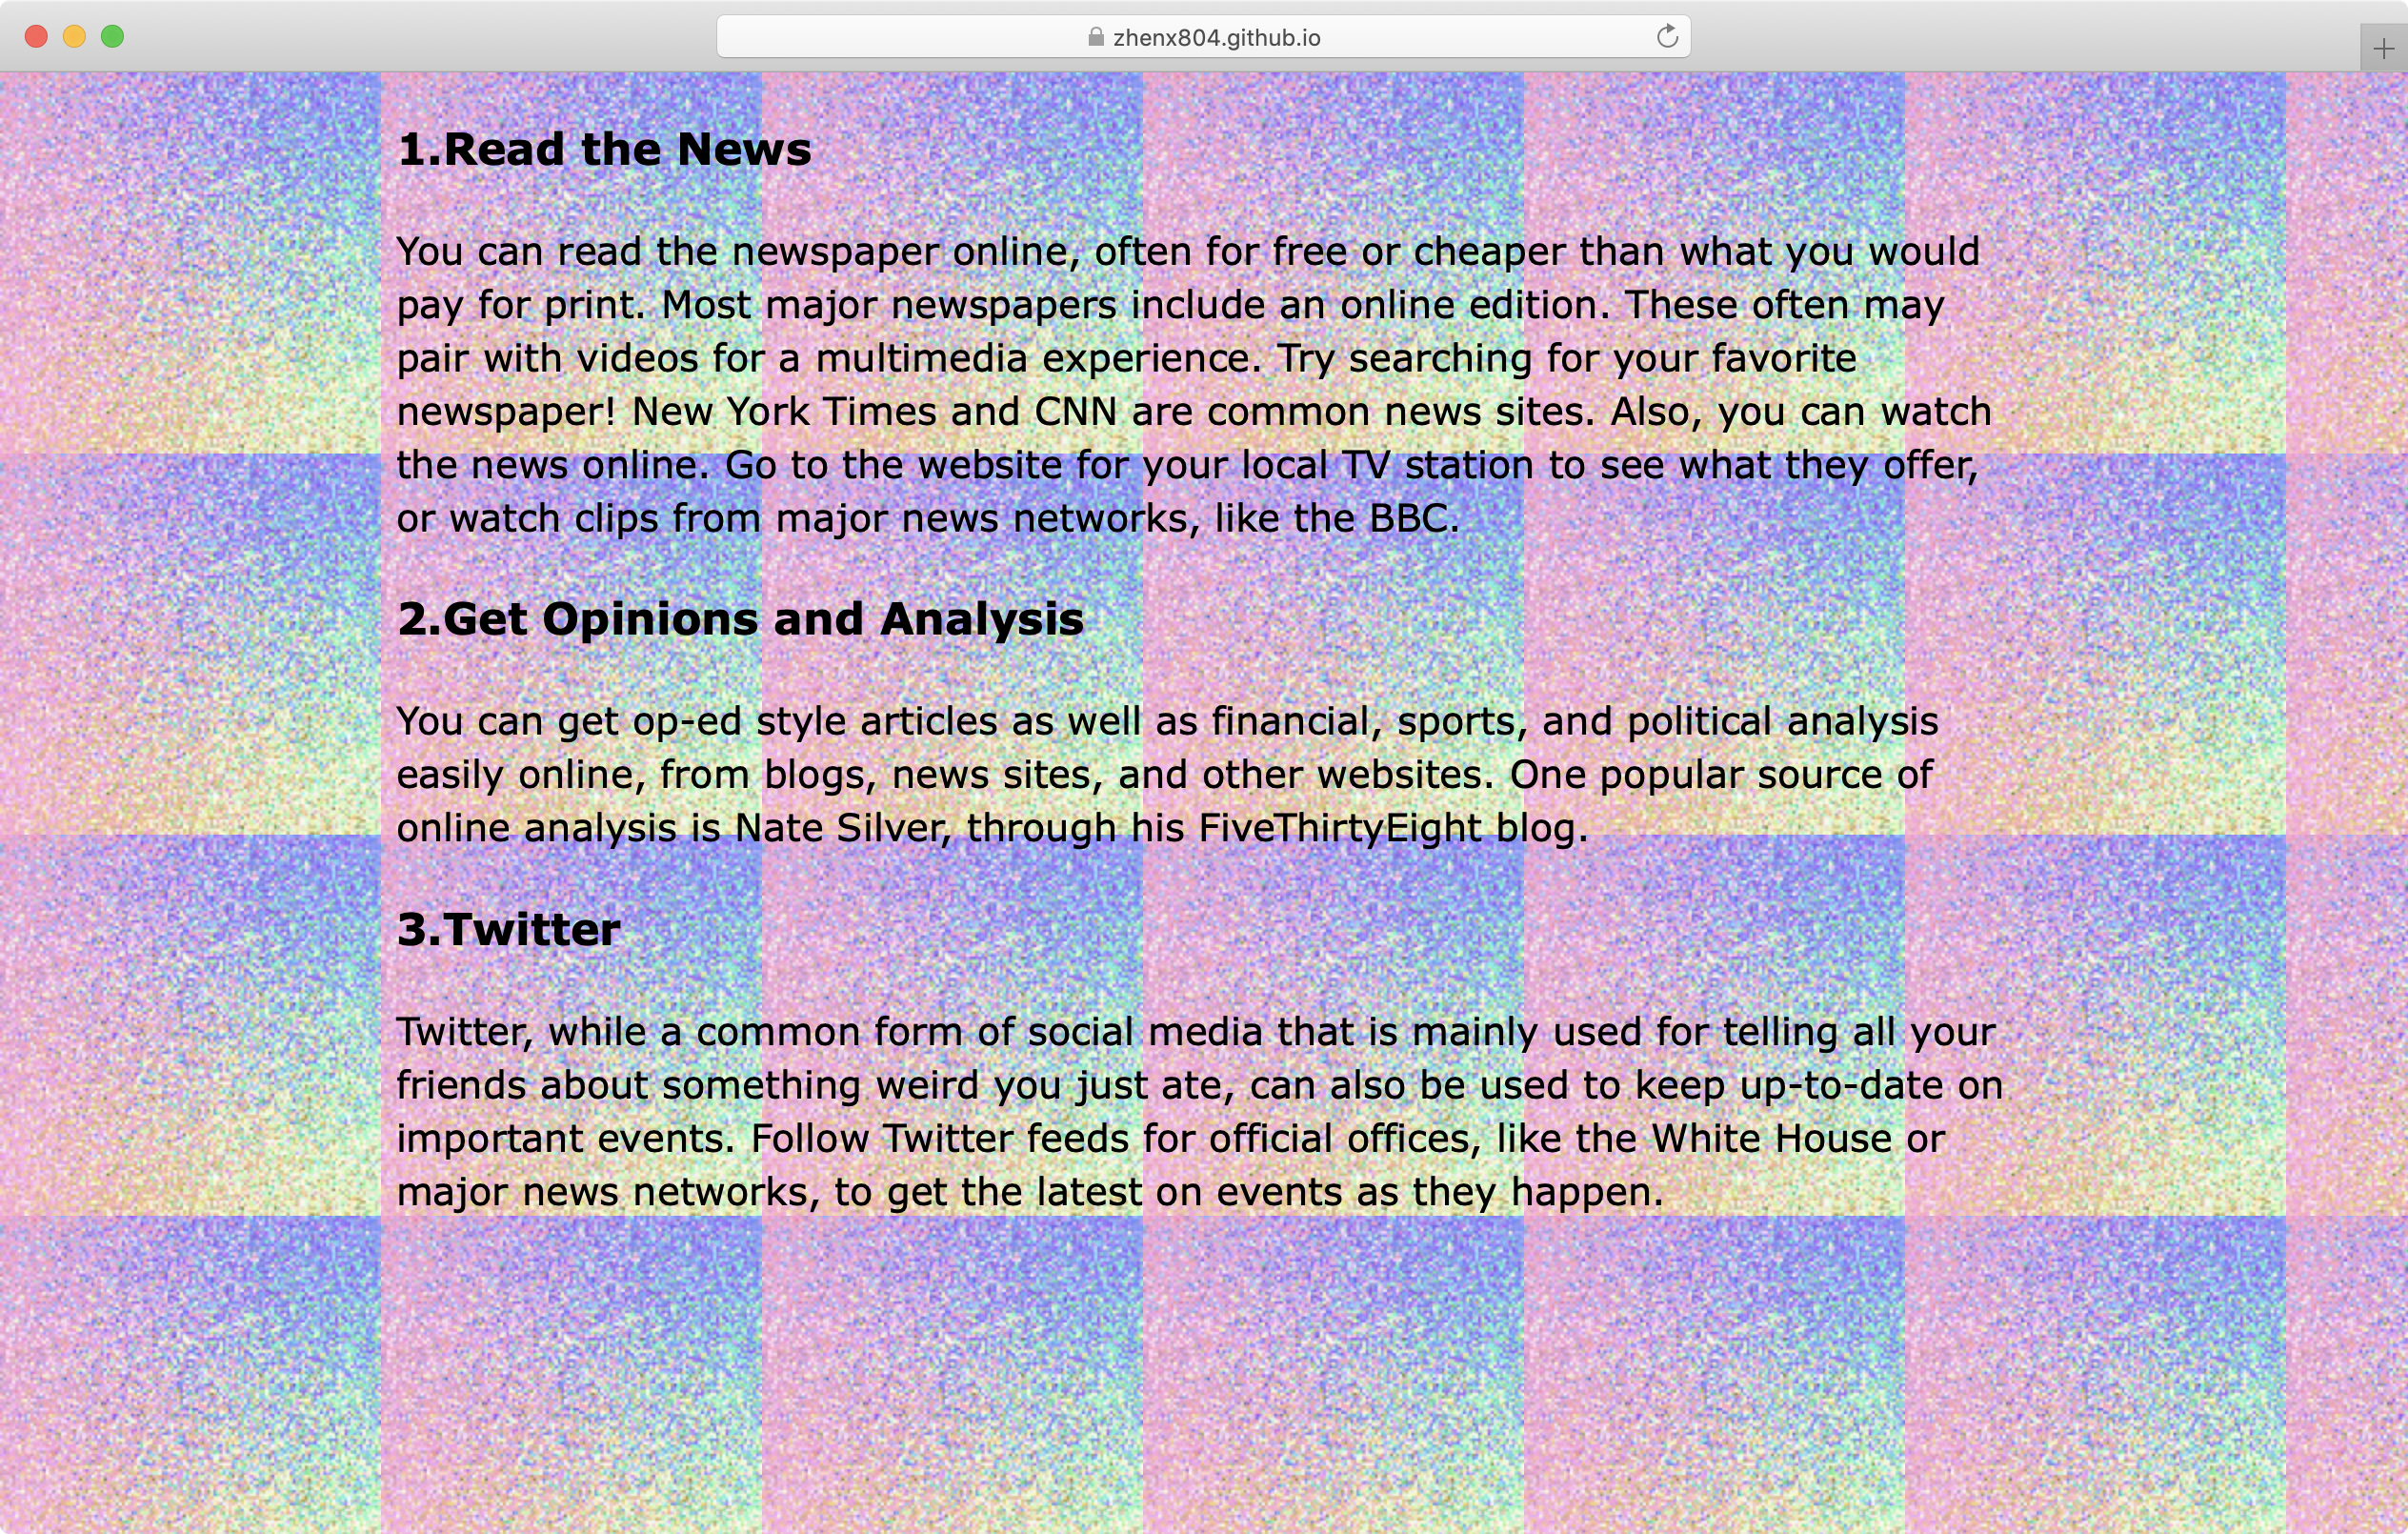 zhenx804.github.io
1.Read the News
You can read the newspaper online, often for free or cheaper than what you would
pay for print. Most major newspapers include an online edition. These often may
pair with videos for a multimedia experience. Try searching for your favorite
newspaper! New York Times and CNN are common news sites. Also, you can watch
the news online. Go to the website for your local TV station to see what they offer,
or watch clips from major news networks, like the BBC.
2.Get Opinions and Analysis
You can get op-ed style articles as well as financial, sports, and political analysis
easily online, from blogs, news sites, and other websites. One popular source of
online analysis is Nate Silver, through his FiveThirtyEight blog.
3.Twitter
Twitter, while a common form of social media that is mainly used for telling all your
friends about something weird you just ate, can also be used to keep up-to-date on
important events. Follow Twitter feeds for official offices, like the White House or
major news networks, to get the latest on events as they happen.